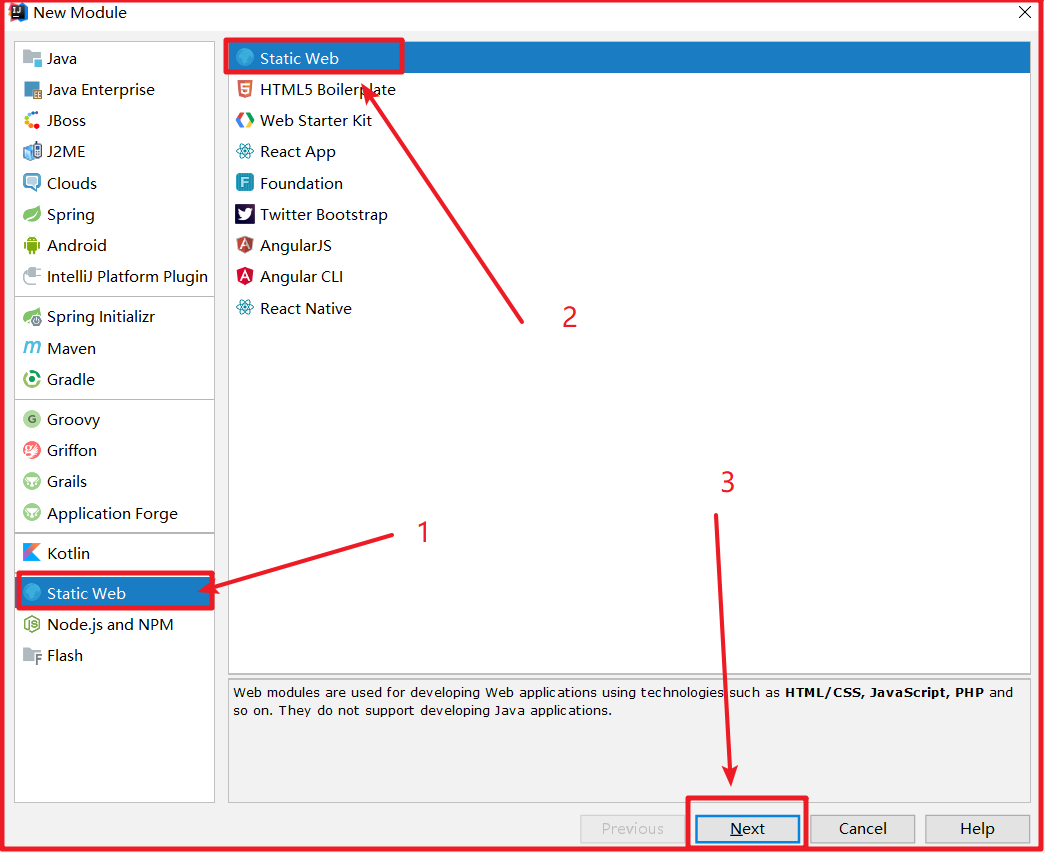 New Module
Java
Java Enterprise
JBoss
J2ME
Clouds
Spring
Android
IntelliJ Platform Plugin
Spring Initializr
Maven
Gradle
Groovy
Griffon
Grails
Application Forge
Kotlin
Static Web
Node.js and NPM
Flash
Static Web
HTML5 Boilerplate
Web Starter Kit
React App
Foundation
Twitter Bootstrap
AngularJS
Angular CLI
React Native
2
3
1
Web modules are used for developing Web applications using technologies such as HTML/CSS, JavaScript, PHP and
so on. They do not support developing Java applications.
Previous
Next
Cancel
Help